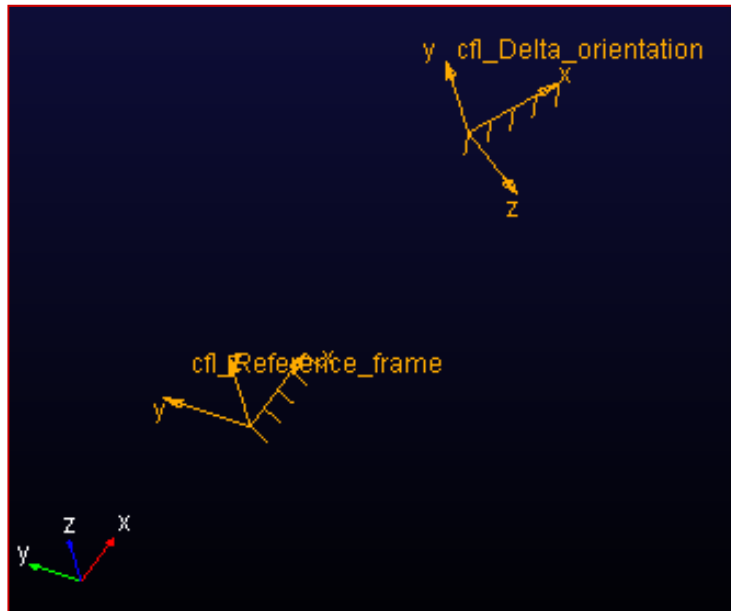 y cfl_Delta_orientation
x
z
cfl_Reference_frame
x
y
z x
y